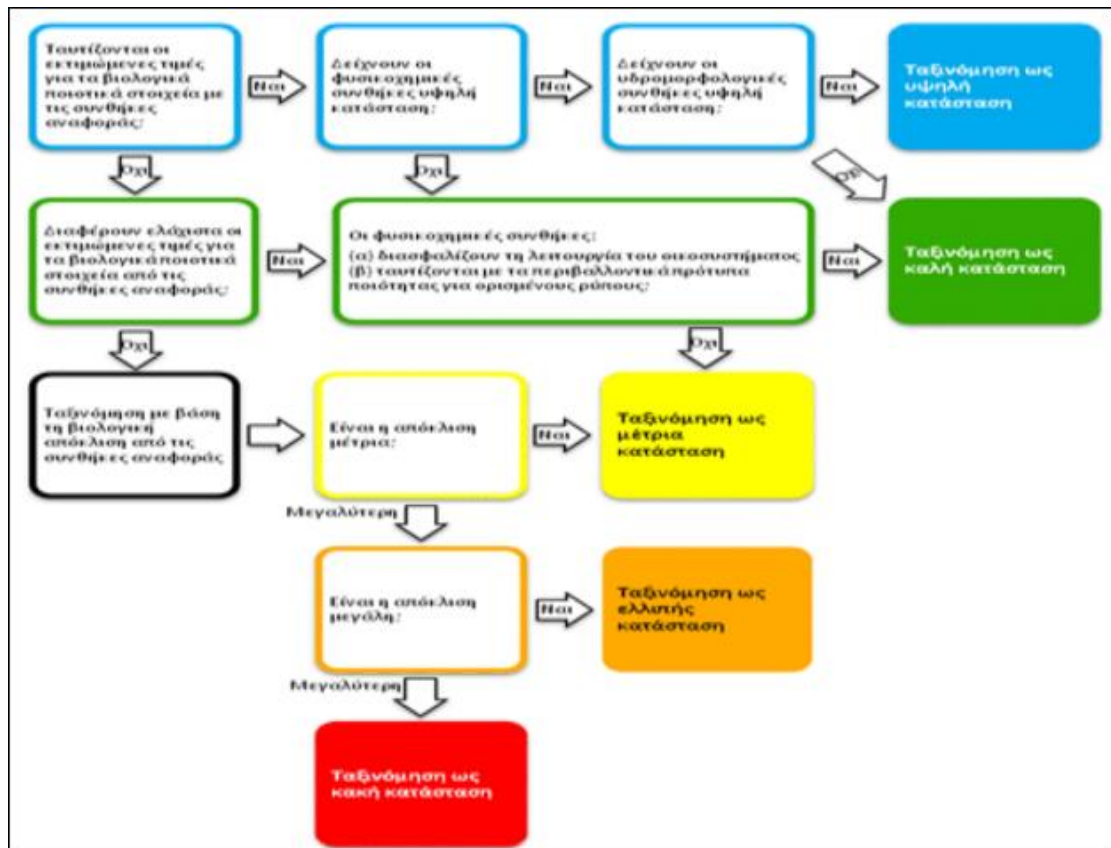 Ταυτίζονται οι
εκτιμώμενες τιμές
για τα βιολογικά
ποιοτικά στοιχεία με
τις συνθήκες
αναφοράς;
Ναι
Δείχνουν οι
φυσικοχημικές
συνθήκες υψηλή
κατάσταση;
Ναι
Δείχνουν οι
υδρομορφολογικές
συνθήκες υψηλή
κατάσταση;
Ναι
Ταξινόμηση ως
υψηλή
κατάσταση
Όχι
Όχι
Όχι
Διαφέρουν ελάχιστα οι
εκτιμώμενες τιμές για
τα βιολογικά ποιοτικά
στοιχεία από τις
συνθήκες αναφοράς;
Ναι
Οι φυσικοχημικές συνθήκες:
(α) διασφαλίζουν τη λειτουργία του οικοσυστήματος
(β) ταυτίζονται με τα περιβαλλοντικά πρότυπα
ποιότητας για ορισμένους ρύπους;
Ναι
Ταξινόμηση ως
καλή κατάσταση
Όχι
Όχι
Ταξινόμηση με βάση
τη βιολογική
απόκλιση από τις
συνθήκες αναφοράς
Είναι η απόκλιση
μέτρια;
Ναι
Ταξινόμηση ως
μέτρια
κατάσταση
Μεγαλύτερη
Είναι η απόκλιση
μεγάλη;
Ναι
Ταξινόμηση ως
ελλιπής
κατάσταση
Μεγαλύτερη
Ταξινόμηση ως
κακή κατάσταση